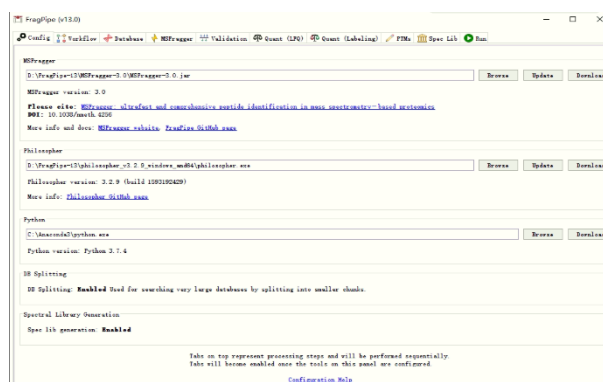 FragPipe (v13.0)
Config Workflow Database MSFragger Validation Quant (LFQ) Quant (Labeling) PTMs Spec Lib Run
MSFragger
D:\FragPipe-13\MSFragger-3.0\MSFragger-3.0.jar Browse Update Downloa
MSFragger version: 3.0
Please cite: MSFragger: ultrafast and comprehensive peptide identification in mass spectrometry-based proteomics
DOI: 10.1038/nmeth.4256
More info and docs: MSFragger website, FragPipe GitHub page
Philosopher
D:\FragPipe-13\philosopher_v3.2.9_windows_amd64\philosopher.exe Browse Update Downloa
Philosopher version: 3.2.9 (build 1593192429)
More info: Philosopher GitHub page
Python
C:\Anaconda3\python.exe Browse Downloa
Python version: Python 3.7.4
DB Splitting
DB Splitting: Enabled Used for searching very large databases by splitting into smaller chunks.
Spectral Library Generation
Spec lib generation: Enabled
Tabs on top represent processing steps and will be performed sequentially.
Tabs will become enabled once the tools on this panel are configured.
Configuration Help